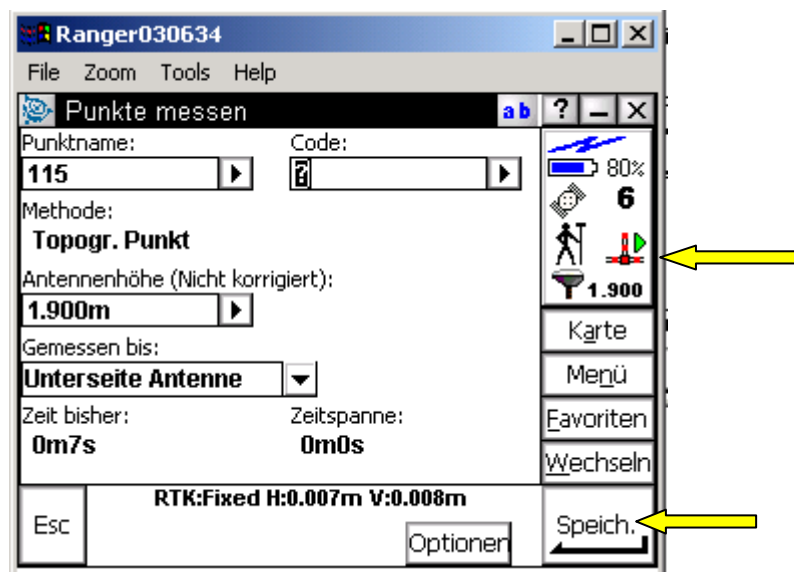 Ranger030634
File Zoom Tools Help
Punkte messen ab ?
Punktname: Code:
115 ?
80%
6
Methode:
Topogr. Punkt
Antennenhöhe (Nicht korrigiert):
1.900
1.900m
Karte
Gemessen bis:
Unterseite Antenne
Menü
Zeit bisher: Zeitspanne:
Favoriten
0m7s 0m0s
Wechseln
RTK:Fixed H:0.007m V:0.008m
Esc Speich.
Optionen